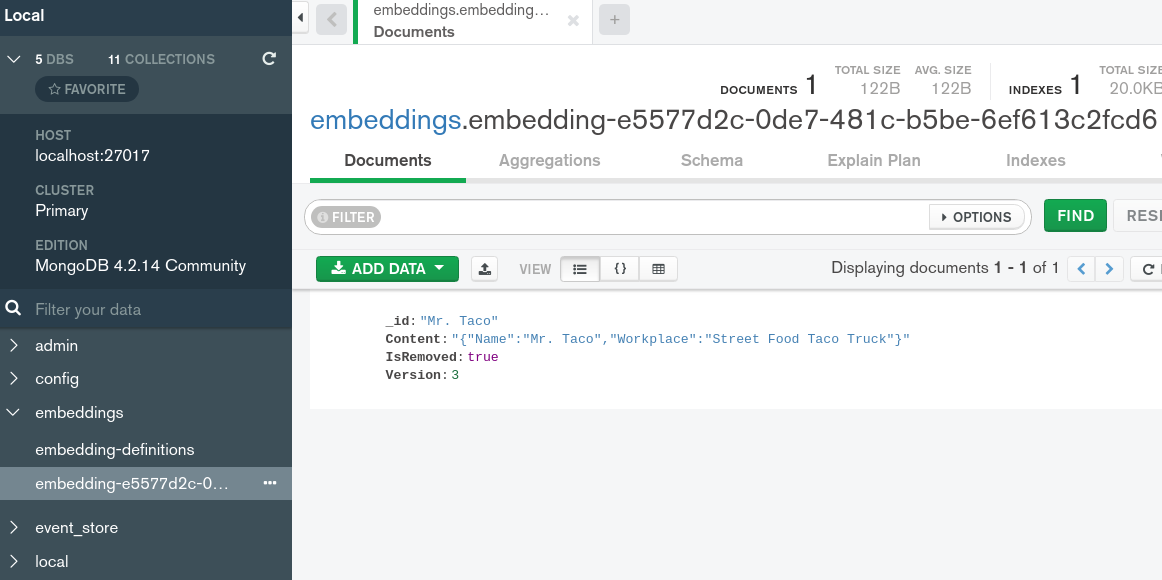 Local
5 DBS 11 COLLECTIONS
FAVORITE
HOST
localhost:27017
CLUSTER
Primary
EDITION
MongoDB 4.2.14 Community
Filter your data
admin
config
embeddings
embedding-definitions
embedding-e5577d2c-0... •••
event_store
local
embeddings.embedding...
Documents
DOCUMENTS 1 TOTAL SIZE 122B AVG. SIZE 122B INDEXES 1 TOTAL SIZE 20.0KB
embeddings.embedding-e5577d2c-0de7-481c-b5be-6ef613c2fcd6
Documents Aggregations Schema Explain Plan Indexes
FILTER OPTIONS FIND RESE
ADD DATA VIEW {} Displaying documents 1 - 1 of 1
_id:"Mr. Taco"
Content:"{"Name":"Mr. Taco","Workplace":"Street Food Taco Truck"}"
IsRemoved:true
Version:3